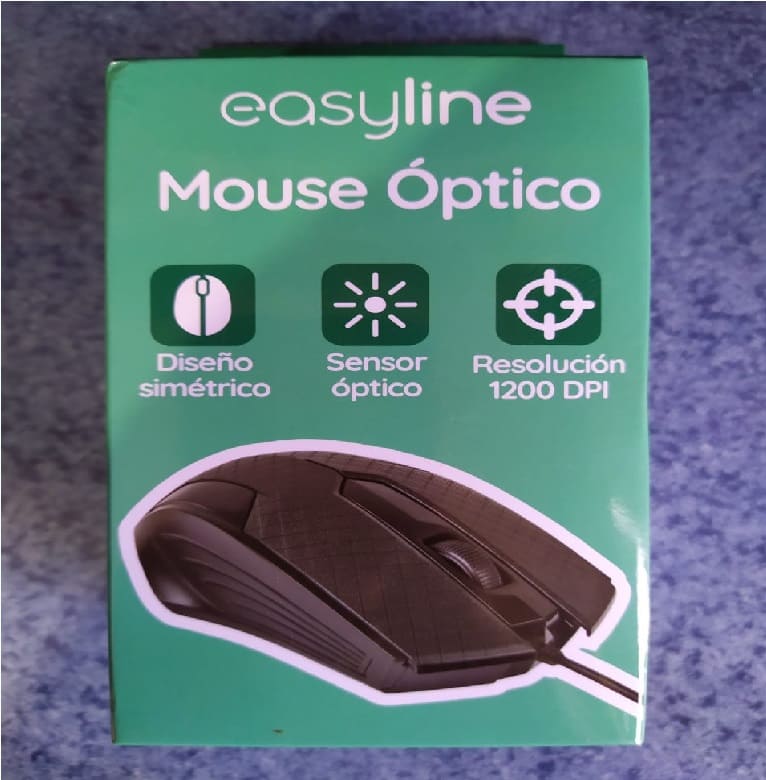 easyline
Mouse Óptico
Diseño
simétrico
Sensor
óptico
Resolución
1200 DPI